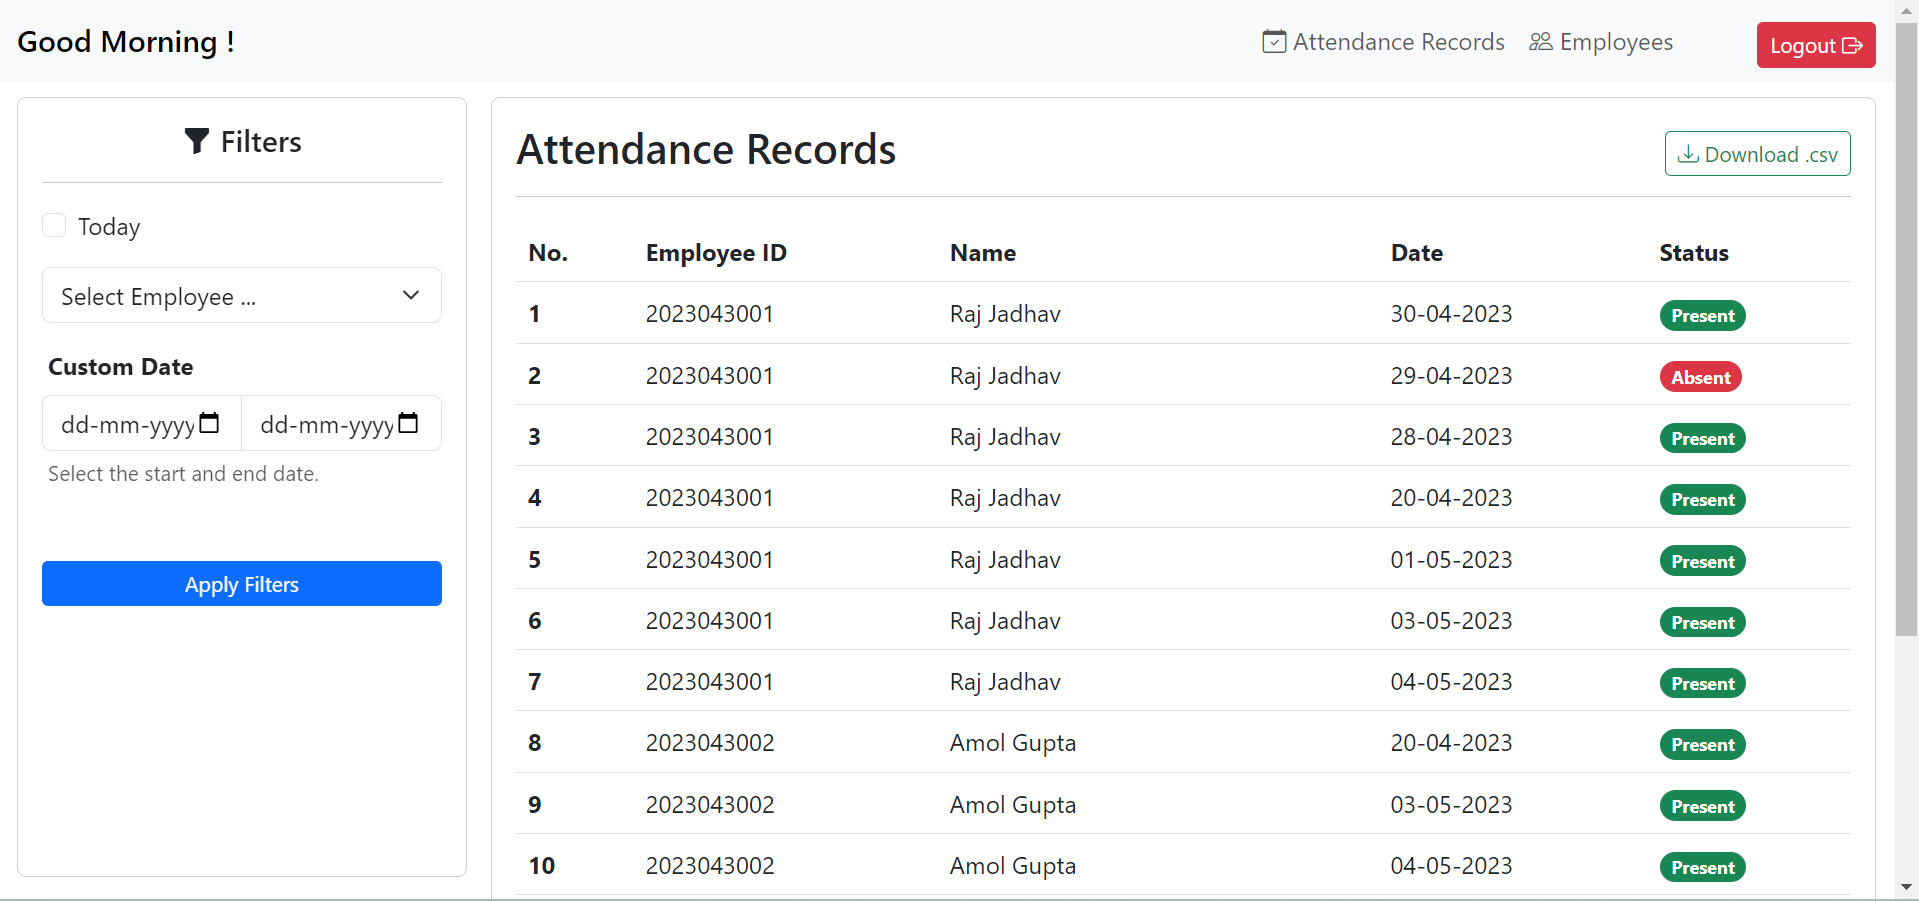 Good Morning !
Attendance Records
Employees
Logout
Filters
Today
Select Employee ...
Custom Date
dd-mm-yyyy dd-mm-yyyy
Select the start and end date.
Apply Filters
Attendance Records
Download .csv
No. Employee ID Name Date Status
1 2023043001 Raj Jadhav 30-04-2023 Present
2 2023043001 Raj Jadhav 29-04-2023 Absent
3 2023043001 Raj Jadhav 28-04-2023 Present
4 2023043001 Raj Jadhav 20-04-2023 Present
5 2023043001 Raj Jadhav 01-05-2023 Present
6 2023043001 Raj Jadhav 03-05-2023 Present
7 2023043001 Raj Jadhav 04-05-2023 Present
8 2023043002 Amol Gupta 20-04-2023 Present
9 2023043002 Amol Gupta 03-05-2023 Present
10 2023043002 Amol Gupta 04-05-2023 Present